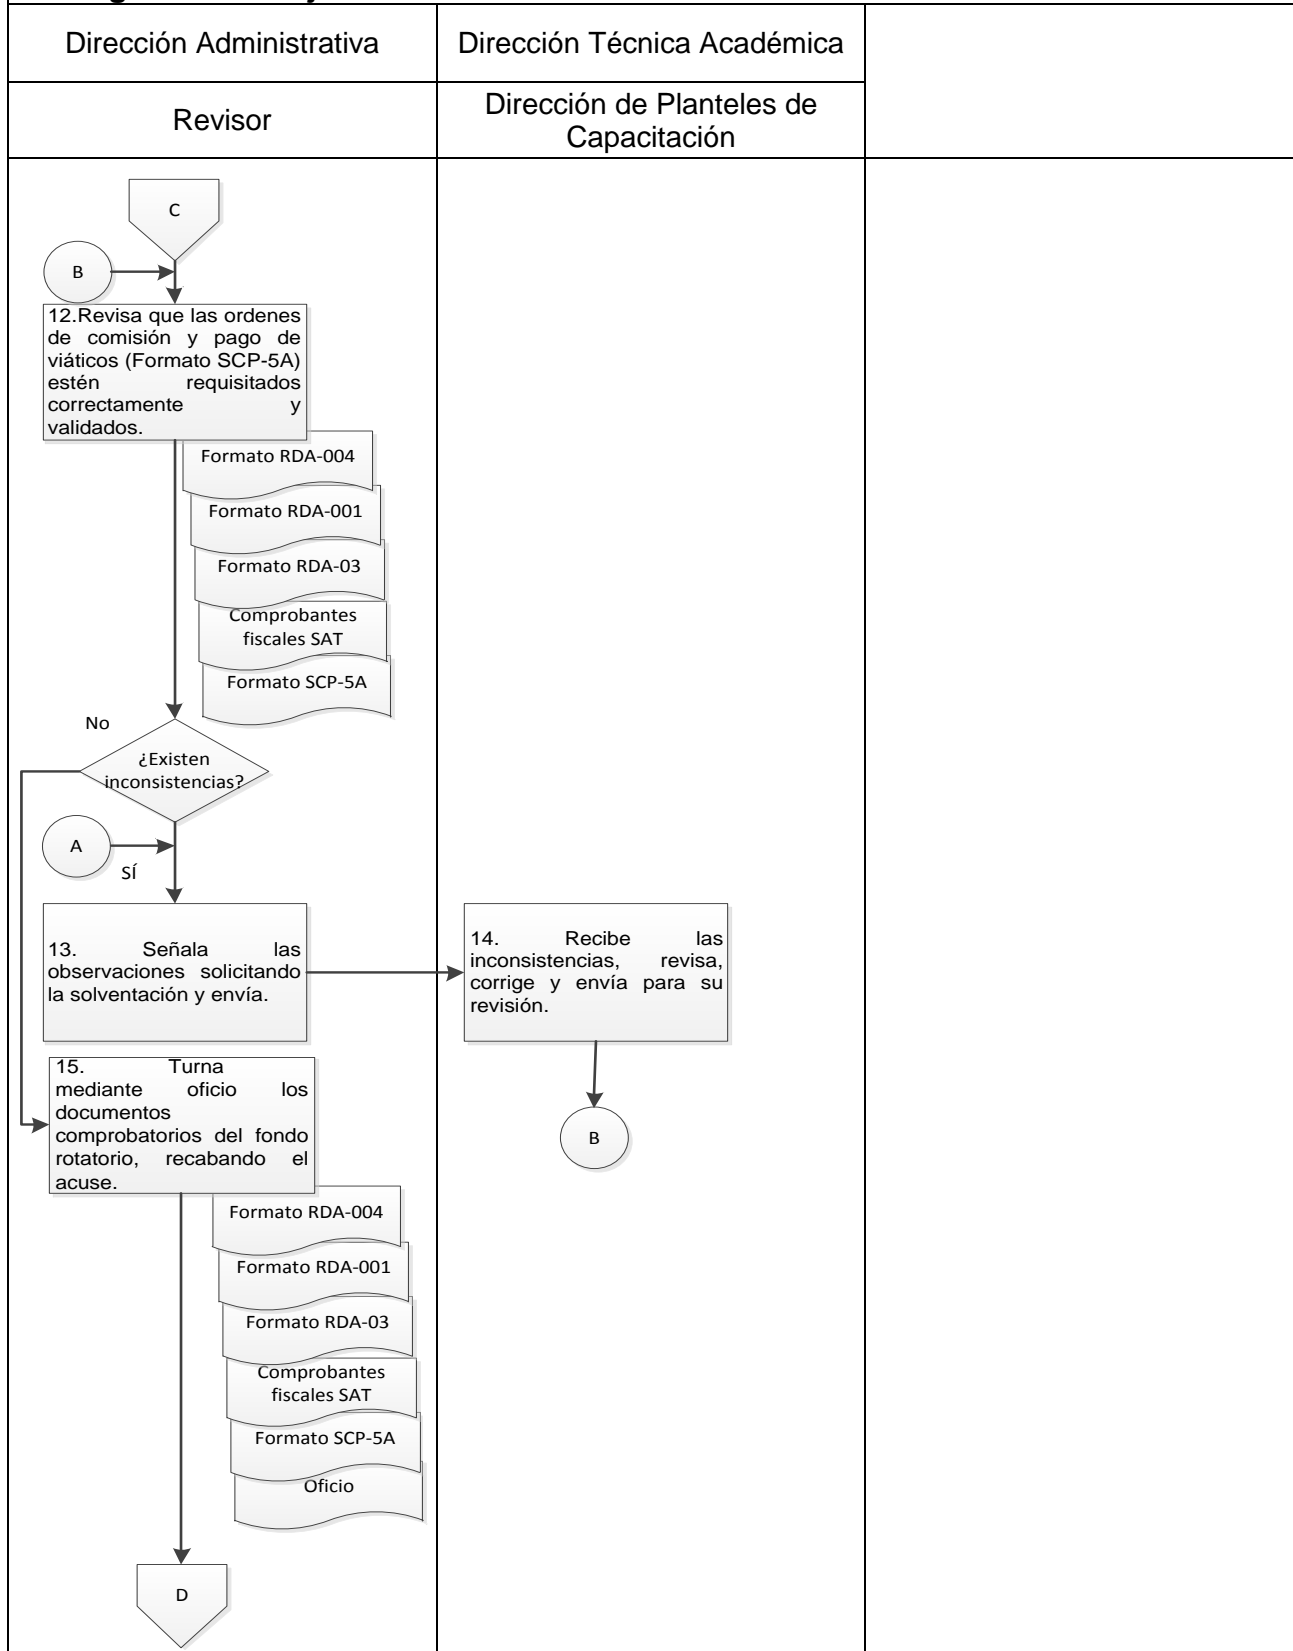 Dirección Administrativa
Dirección Técnica Académica
Revisor
Dirección de Planteles de
Capacitación
C
B
12.Revisa que las ordenes
de comisión y pago de
viáticos (Formato SCP-5A)
estén requisitados
correctamente y
validados.
Formato RDA-004
Formato RDA-001
Formato RDA-03
Comprobantes
fiscales SAT
Formato SCP-5A
No
¿Existen
inconsistencias?
A
SÍ
13. Señala las
observaciones solicitando
la solventación y envía.
14. Recibe las
inconsistencias, revisa,
corrige y envía para su
revisión.
15. Turna
mediante oficio los
documentos
comprobatorios del fondo
rotatorio, recabando el
acuse.
B
Formato RDA-004
Formato RDA-001
Formato RDA-03
Comprobantes
fiscales SAT
Formato SCP-5A
Oficio
D